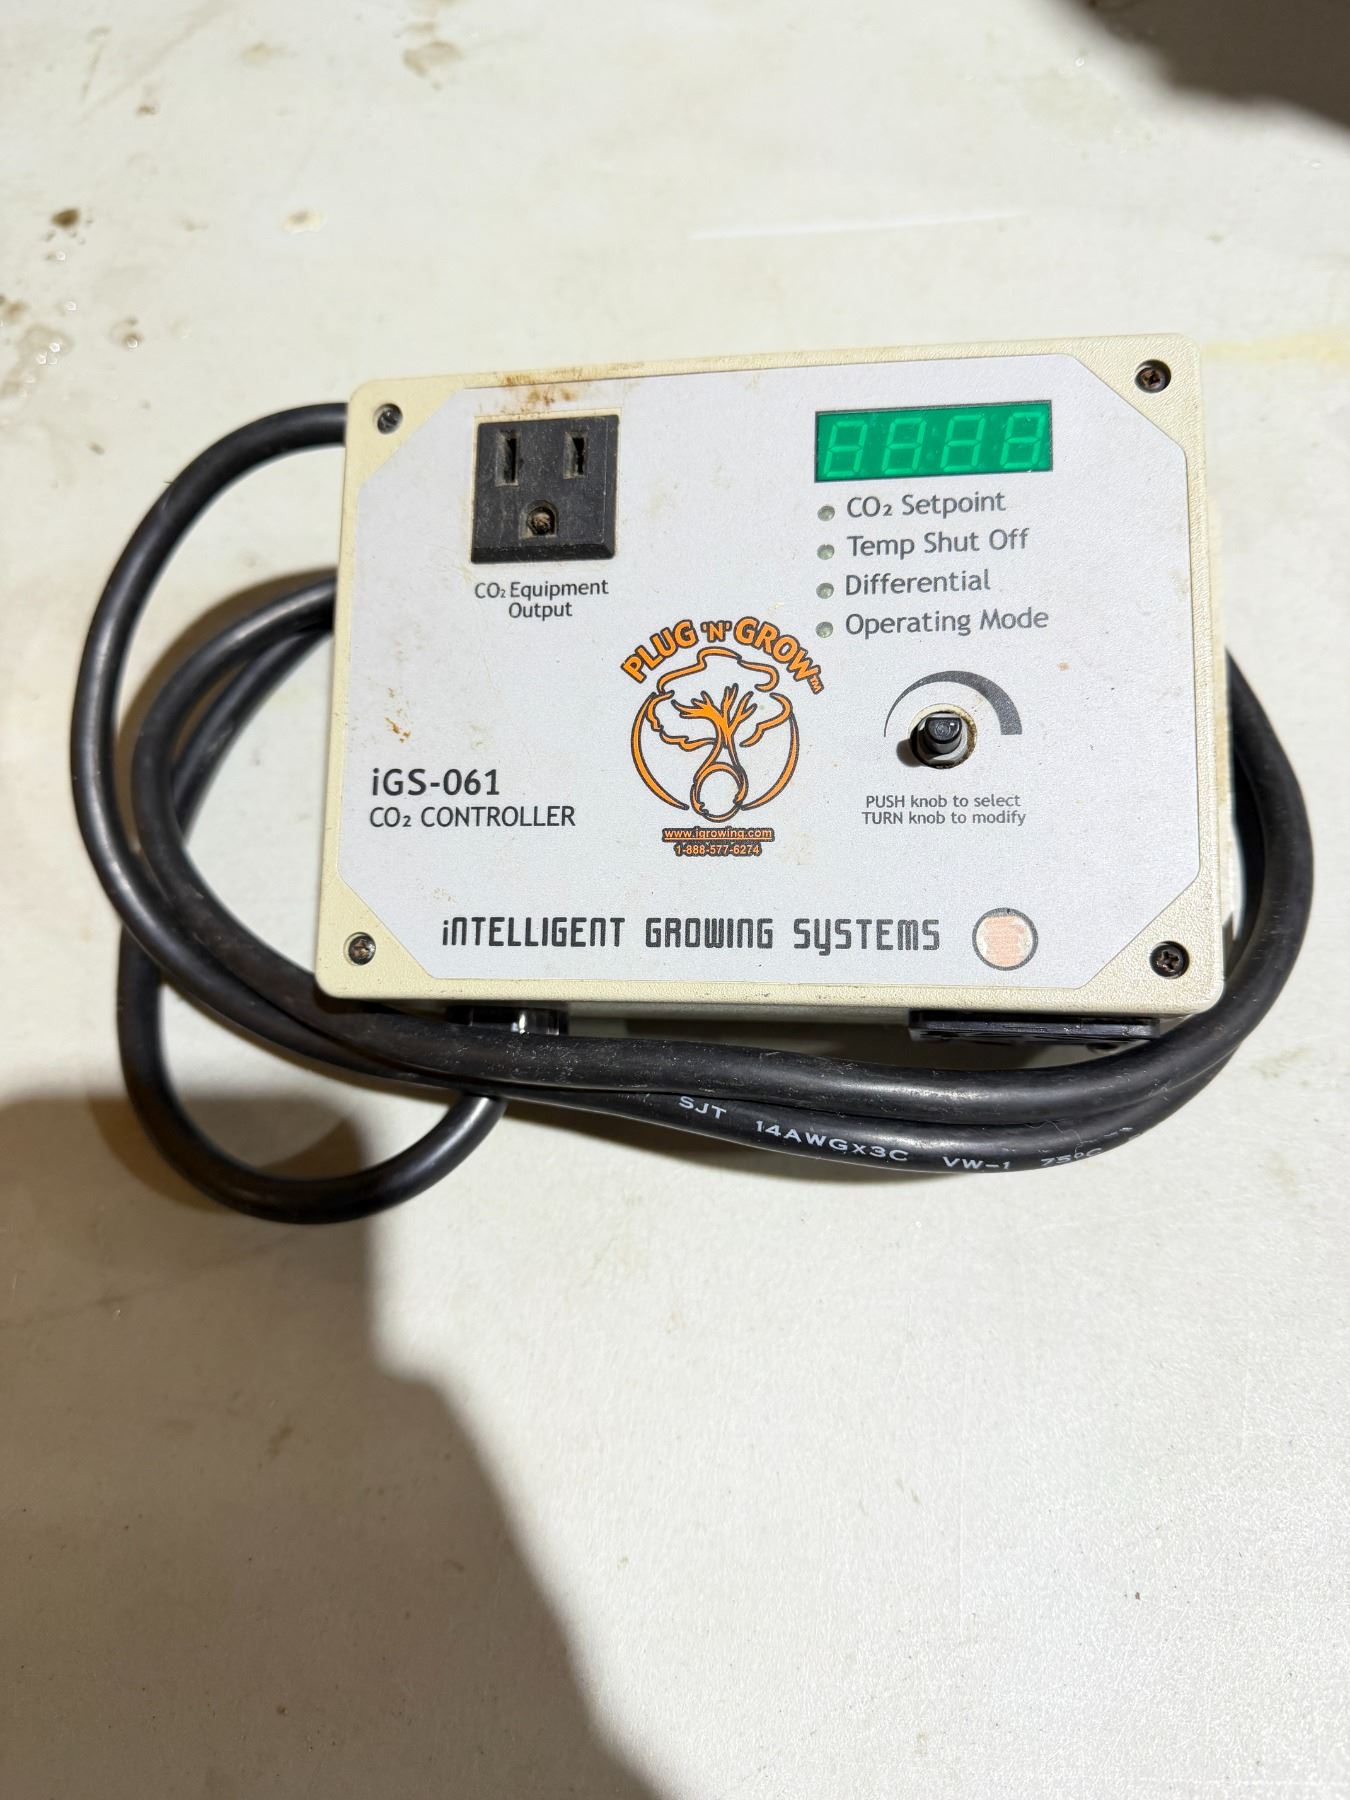 CO₂ Equipment
Output
CO₂ Setpoint
Temp Shut Off
Differential
Operating Mode
PLUG 'N' GROW™
www.igrowing.com
1-888-577-6274
iGS-061
CO₂ CONTROLLER
PUSH knob to select
TURN knob to modify
iNTELLIGENT GROWING SYSTEMS
SJT 14AWGX3C VW-1 75°C